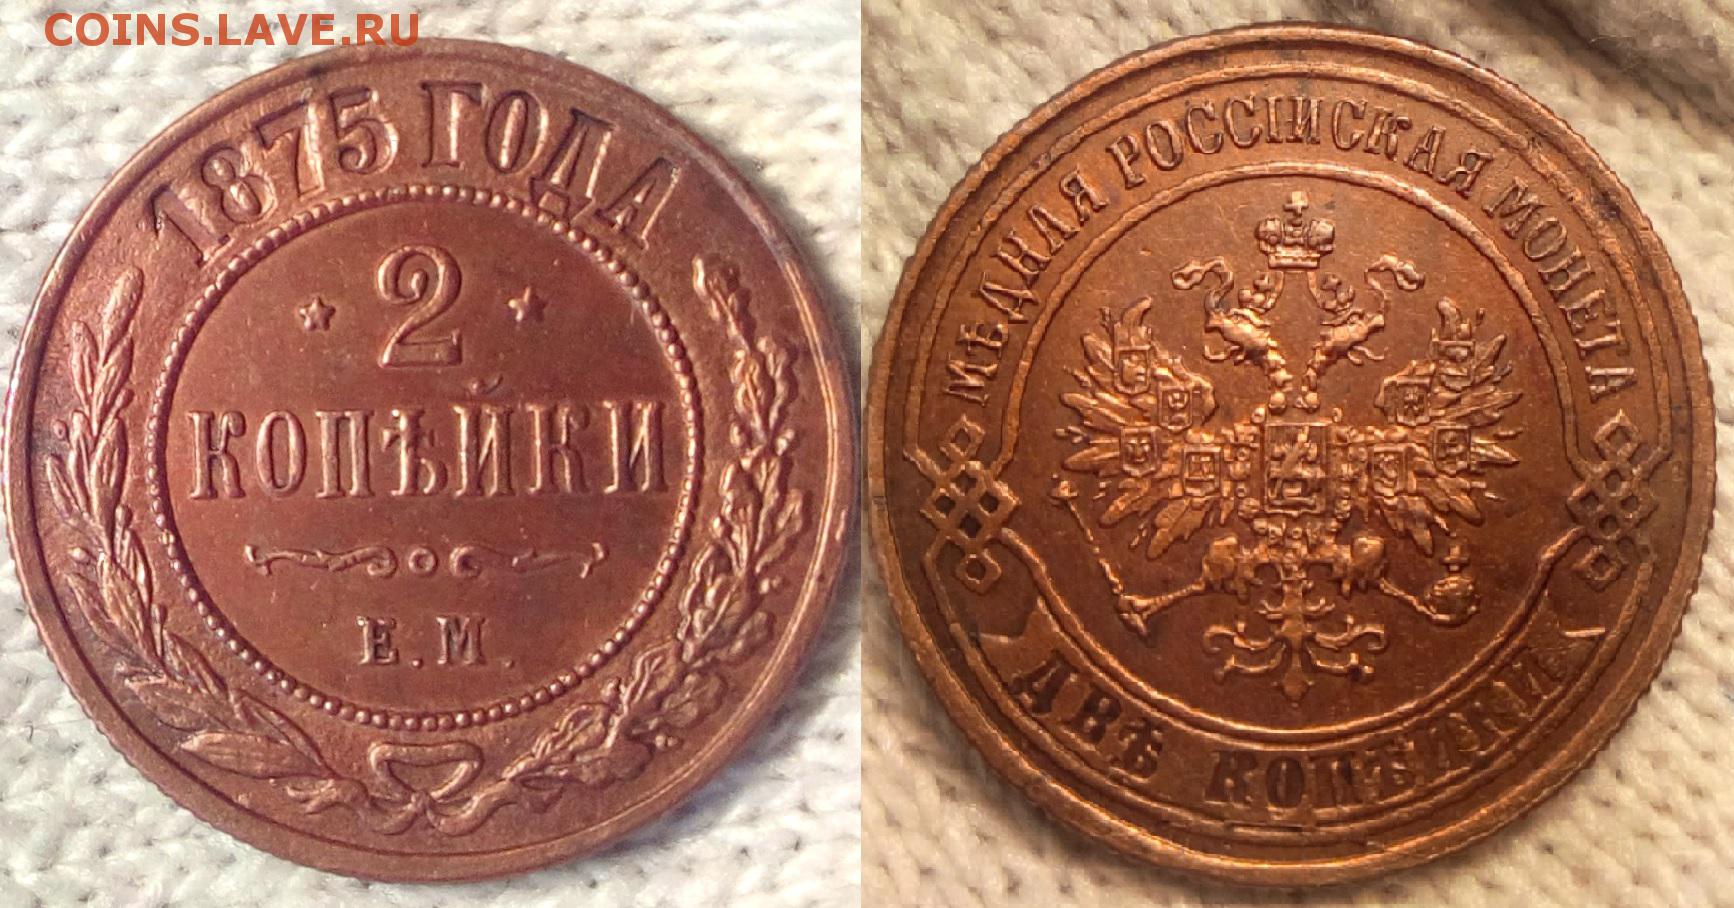 COINS.LAVE.RU
1875 ГОДА
2
КОПѢЙКИ
Е.М.
МѢДНАЯ РОССІЙСКАЯ МОНЕТА
ДВѢ КОПѢЙКИ